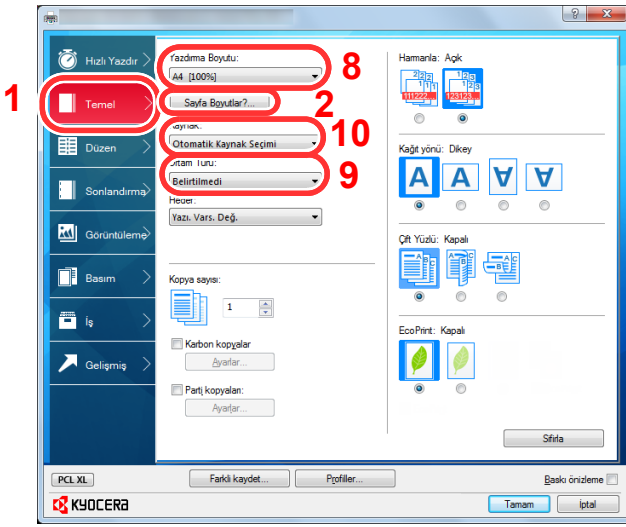 1
Hızlı Yazdır
Temel
Düzen
Sonlandırma
Görüntüleme
Basım
İş
Gelişmiş
Yazdırma Boyutu:
A4 [100%]
8
Sayfa Boyutlar?...
2
Kaynak:
Otomatik Kaynak Seçimi
10
Ortam Türü:
Belirtilmedi
9
Hedef:
Yazı. Vars. Değ.
Kopya sayısı:
1
Karbon kopyalar
Ayarlar...
Parti kopyaları:
Ayarlar...
Harmanla: Açık
111222...
123123...
Kağıt yönü: Dikey
A A A A
Çift Yüzlü: Kapalı
EcoPrint: Kapalı
Sıfırla
PCL XL
Farklı kaydet...
Profiller...
Baskı önizleme
KYOCERA
Tamam
İptal